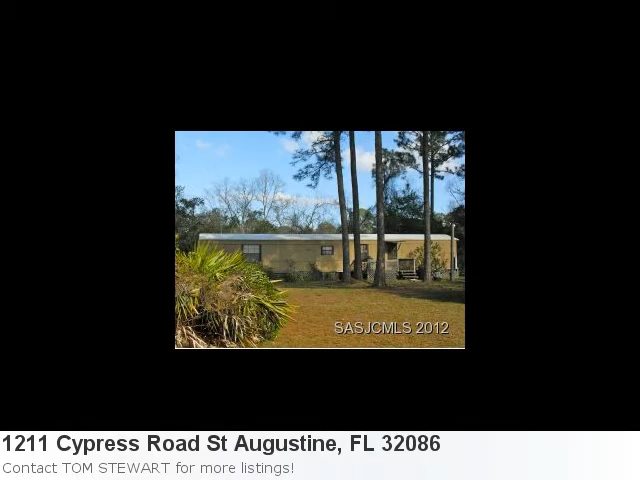 SASJCMLS 2012
1211 Cypress Road St Augustine, FL 32086
Contact TOM STEWART for more listings!